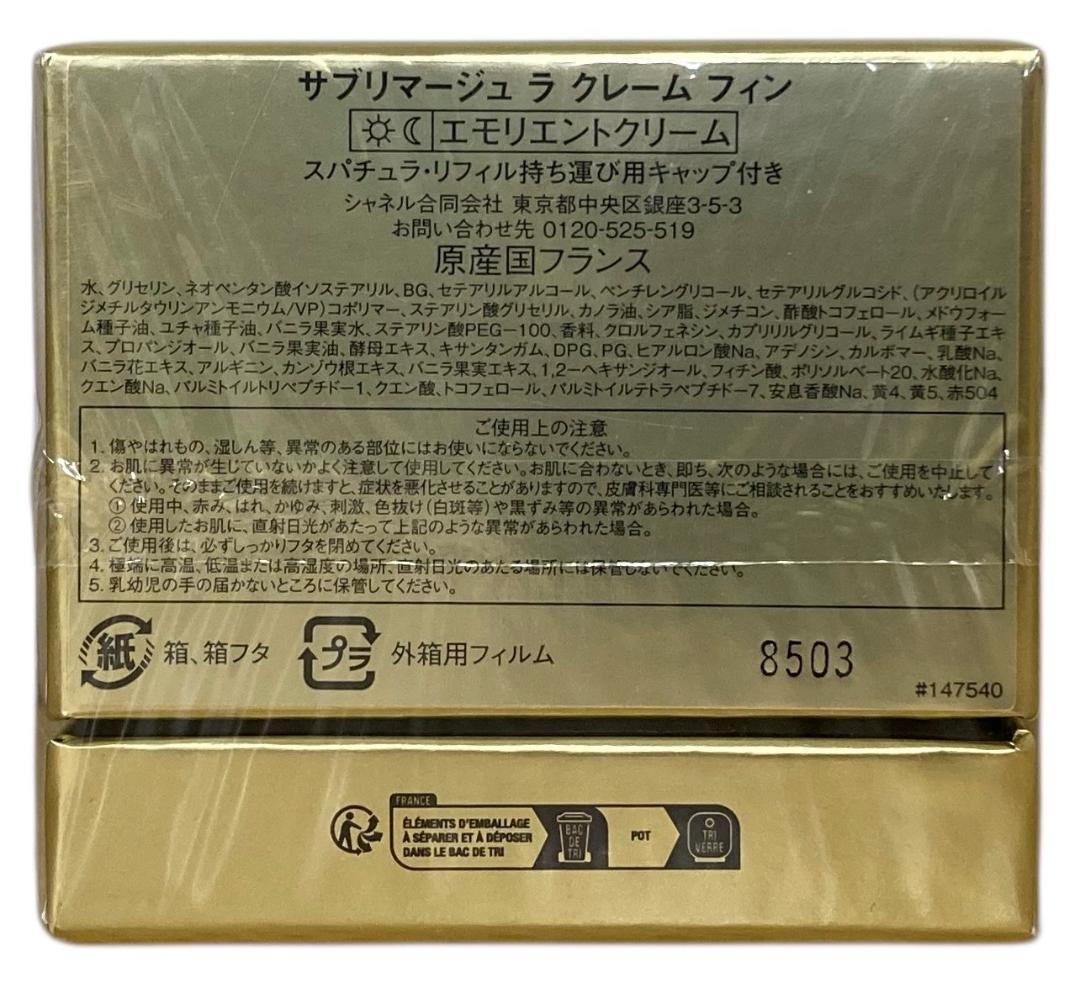 サブリマージュ ラ クレーム フィン
エモリエントクリーム
スパチュラ・リフィル持ち運び用キャップ付き
シャネル合同会社 東京都中央区銀座3-5-3
お問い合わせ先 0120-525-519
原産国フランス
水、グリセリン、ネオペンタン酸イソステアリル、BG、セテアリルアルコール、ペンチレングリコール、セテアリルグルコシド、(アクリロイル
ジメチルタウリンアンモニウム/VP)コポリマー、ステアリン酸グリセリル、カノラ油、シア脂、ジメチコン、酢酸トコフェロール、メドウフォー
ム種子油、ユチャ種子油、バニラ果実水、ステアリン酸PEG-100、香料、クロルフェネシン、カプリリルグリコール、ライムギ種子エキ
ス、プロパンジオール、バニラ果実油、酵母エキス、キサンタンガム、DPG、PG、ヒアルロン酸Na、アデノシン、カルボマー、乳酸Na、
バニラ花エキス、アルギニン、カンゾウ根エキス、バニラ果実エキス、1,2-ヘキサンジオール、フィチン酸、ポリソルベート20、水酸化Na、
クエン酸Na、パルミトイルトリペプチド-1、クエン酸、トコフェロール、パルミトイルテトラペプチド-7、安息香酸Na、黄4、黄5、赤504
ご使用上の注意
1. 傷やはれもの、湿しん等、異常のある部位にはお使いにならないでください。
2. お肌に異常が生じていないかよく注意して使用してください。お肌に合わないとき、即ち、次のような場合には、ご使用を中止して
ください。そのままご使用を続けますと、症状を悪化させることがありますので、皮膚科専門医等にご相談されることをおすすめいたします。
① 使用中、赤み、はれ、かゆみ、刺激、色抜け(白斑等)や黒ずみ等の異常があらわれた場合。
② 使用したお肌に、直射日光があたって上記のような異常があらわれた場合。
3. ご使用後は、必ずしっかりフタを閉めてください。
4. 極端に高温、低温または高湿度の場所、直射日光のあたる場所には保管しないでください。
5. 乳幼児の手の届かないところに保管してください。
紙 箱、箱フタ プラ 外箱用フィルム
8503
#147540
FRANCE
ÉLÉMENTS D'EMBALLAGE
À SÉPARER ET À DÉPOSER
DANS LE BAC DE TRI
BAC
DE
TRI
POT
TRI
VERRE